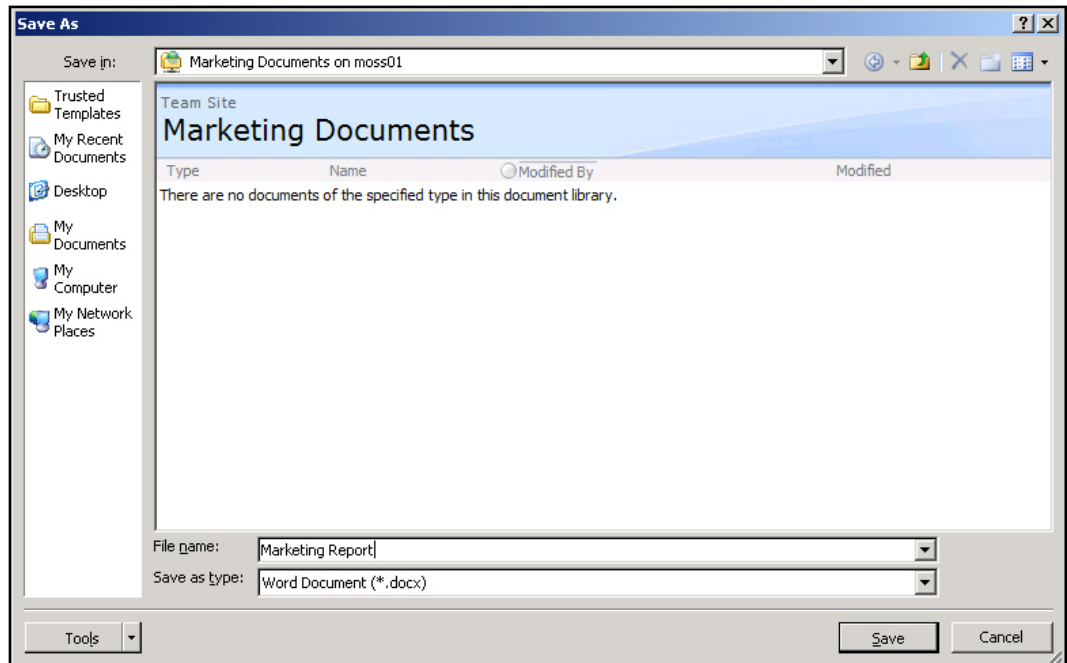 Save As
Save in:
Marketing Documents on moss01
Trusted
Templates
My Recent
Documents
Desktop
My
Documents
My
Computer
My Network
Places
Team Site
Marketing Documents
Type Name Modified By Modified
There are no documents of the specified type in this document library.
File name: Marketing Report
Save as type: Word Document (*.docx)
Tools Save Cancel